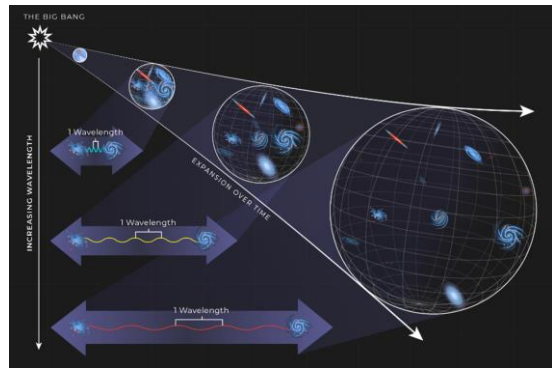 THE BIG BANG
1 Wavelength
INCREASING WAVELENGTH
EXPANSION OVER TIME
1 Wavelength
1 Wavelength